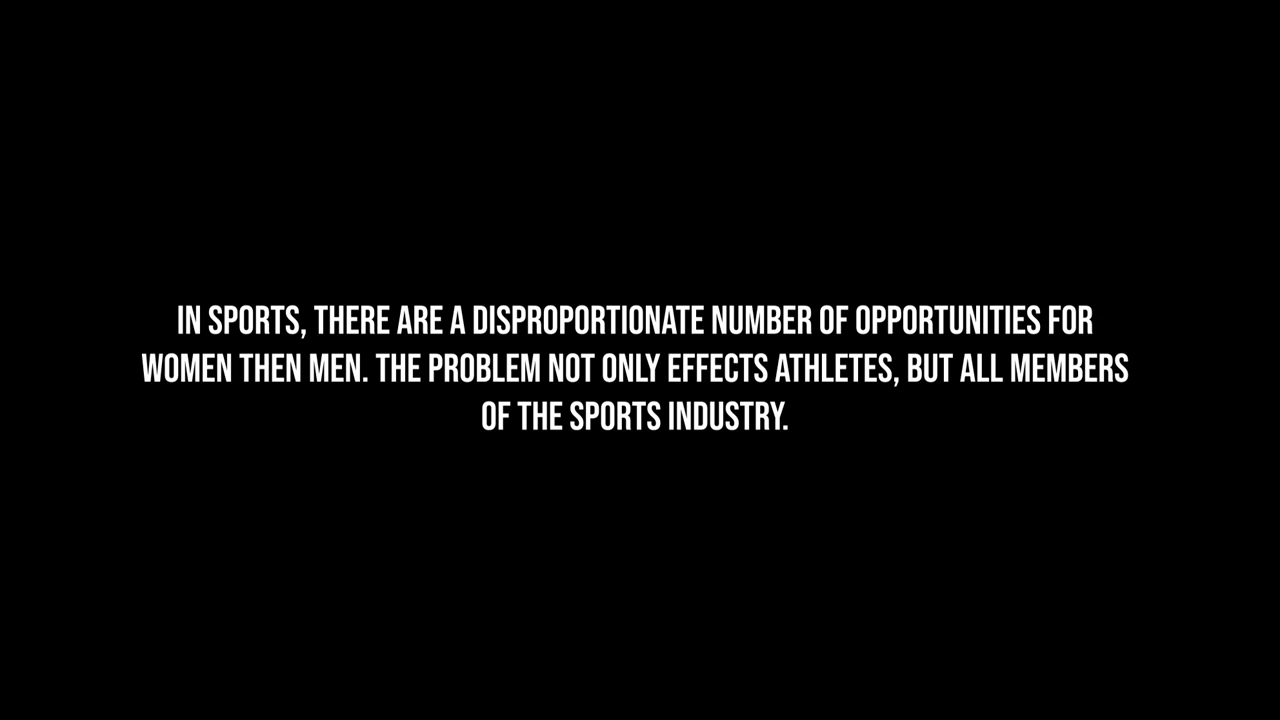 IN SPORTS, THERE ARE A DISPROPORTIONATE NUMBER OF OPPORTUNITIES FOR
WOMEN THEN MEN. THE PROBLEM NOT ONLY EFFECTS ATHLETES, BUT ALL MEMBERS
OF THE SPORTS INDUSTRY.